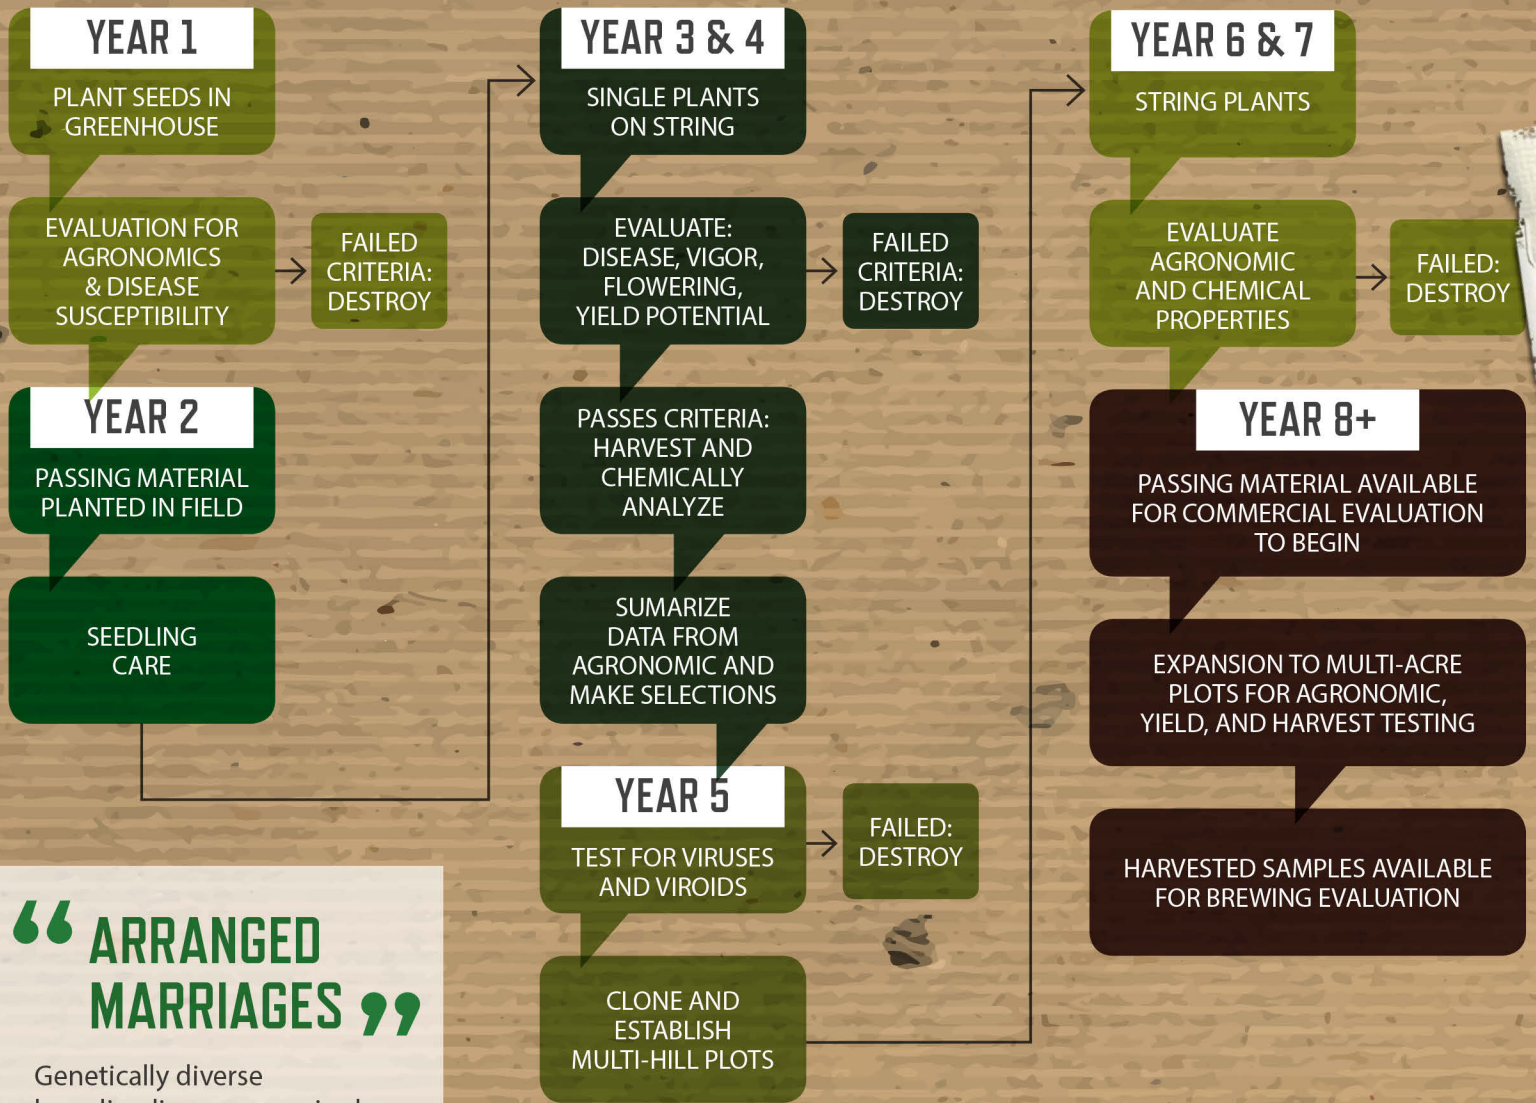 YEAR 1
PLANT SEEDS IN
GREENHOUSE
EVALUATION FOR
AGRONOMICS
& DISEASE
SUSCEPTIBILITY
FAILED
CRITERIA:
DESTROY
YEAR 2
PASSING MATERIAL
PLANTED IN FIELD
SEEDLING
CARE
YEAR 3 & 4
SINGLE PLANTS
ON STRING
EVALUATE:
DISEASE, VIGOR,
FLOWERING,
YIELD POTENTIAL
FAILED
CRITERIA:
DESTROY
PASSES CRITERIA:
HARVEST AND
CHEMICALLY
ANALYZE
SUMARIZE
DATA FROM
AGRONOMIC AND
MAKE SELECTIONS
YEAR 5
TEST FOR VIRUSES
AND VIROIDS
FAILED:
DESTROY
CLONE AND
ESTABLISH
MULTI-HILL PLOTS
YEAR 6 & 7
STRING PLANTS
EVALUATE
AGRONOMIC
AND CHEMICAL
PROPERTIES
FAILED:
DESTROY
YEAR 8+
PASSING MATERIAL AVAILABLE
FOR COMMERCIAL EVALUATION
TO BEGIN
EXPANSION TO MULTI-ACRE
PLOTS FOR AGRONOMIC,
YIELD, AND HARVEST TESTING
HARVESTED SAMPLES AVAILABLE
FOR BREWING EVALUATION
“ ARRANGED
MARRIAGES ”
Genetically diverse